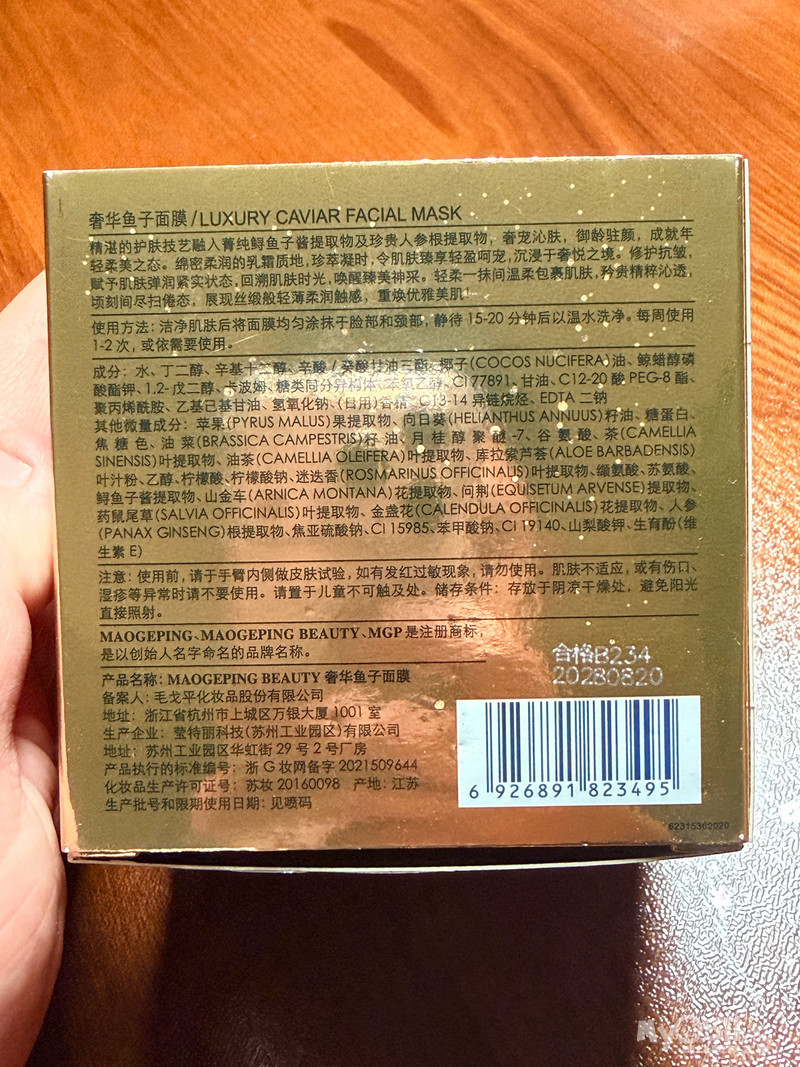 奢华鱼子面膜/LUXURY CAVIAR FACIAL MASK
精湛的护肤技艺融入菁纯鲟鱼子酱提取物及珍贵人参根提取物，奢宠沁肤，御龄驻颜，成就年
轻柔美之态。绵密柔润的乳霜质地，珍萃凝时，令肌肤臻享轻盈呵宠，沉浸于奢悦之境。修护抗皱，
赋予肌肤弹润紧实状态，回溯肌肤时光，唤醒臻美神采。轻柔一抹间温柔包裹肌肤，矜贵精粹沁透，
顷刻间尽扫倦态，展现丝缎般轻薄柔润触感，重焕优雅美肌！
使用方法：洁净肌肤后将面膜均匀涂抹于脸部和颈部，静待 15-20 分钟后以温水洗净。每周使用
1-2 次，或依需要使用。
成分：水、丁二醇、辛基十二醇、辛酸/癸酸甘油三酯、椰子(COCOS NUCIFERA)油、鲸蜡醇磷
酸酯钾、1,2-戊二醇、卡波姆、糖类同分异构体、苯氧乙醇、CI 77891、甘油、C12-20 酸 PEG-8 酯、
聚丙烯酰胺、乙基己基甘油、氢氧化钠、(日用)香精、C13-14 异链烷烃、EDTA 二钠
其他微量成分：苹果(PYRUS MALUS)果提取物、向日葵(HELIANTHUS ANNUUS)籽油、糖蛋白、
焦糖色、油菜(BRASSICA CAMPESTRIS)籽油、月桂醇聚醚-7、谷氨酸、茶(CAMELLIA
SINENSIS)叶提取物、油茶(CAMELLIA OLEIFERA)叶提取物、库拉索芦荟(ALOE BARBADENSIS)
叶汁粉、乙醇、柠檬酸、柠檬酸钠、迷迭香(ROSMARINUS OFFICINALIS)叶提取物、缬氨酸、苏氨酸、
鲟鱼子酱提取物、山金车(ARNICA MONTANA)花提取物、问荆(EQUISETUM ARVENSE)提取物、
药鼠尾草(SALVIA OFFICINALIS)叶提取物、金盏花(CALENDULA OFFICINALIS)花提取物、人参
(PANAX GINSENG)根提取物、焦亚硫酸钠、CI 15985、苯甲酸钠、CI 19140、山梨酸钾、生育酚(维
生素 E)
注意：使用前，请于手臂内侧做皮肤试验，如有发红过敏现象，请勿使用。肌肤不适应，或有伤口、
湿疹等异常时请不要使用。请置于儿童不可触及处。储存条件：存放于阴凉干燥处，避免阳光
直接照射。
MAOGEPING、MAOGEPING BEAUTY、MGP 是注册商标，
是以创始人名字命名的品牌名称。
合格B234
20280820
产品名称：MAOGEPING BEAUTY 奢华鱼子面膜
备案人：毛戈平化妆品股份有限公司
地址：浙江省杭州市上城区万银大厦 1001 室
生产企业：莹特丽科技(苏州工业园区)有限公司
地址：苏州工业园区华虹街 29 号 2 号厂房
产品执行的标准编号：浙 G 妆网备字 2021509644
化妆品生产许可证号：苏妆 20160098 产地：江苏
生产批号和限期使用日期：见喷码
6 926891 823495
62315360020